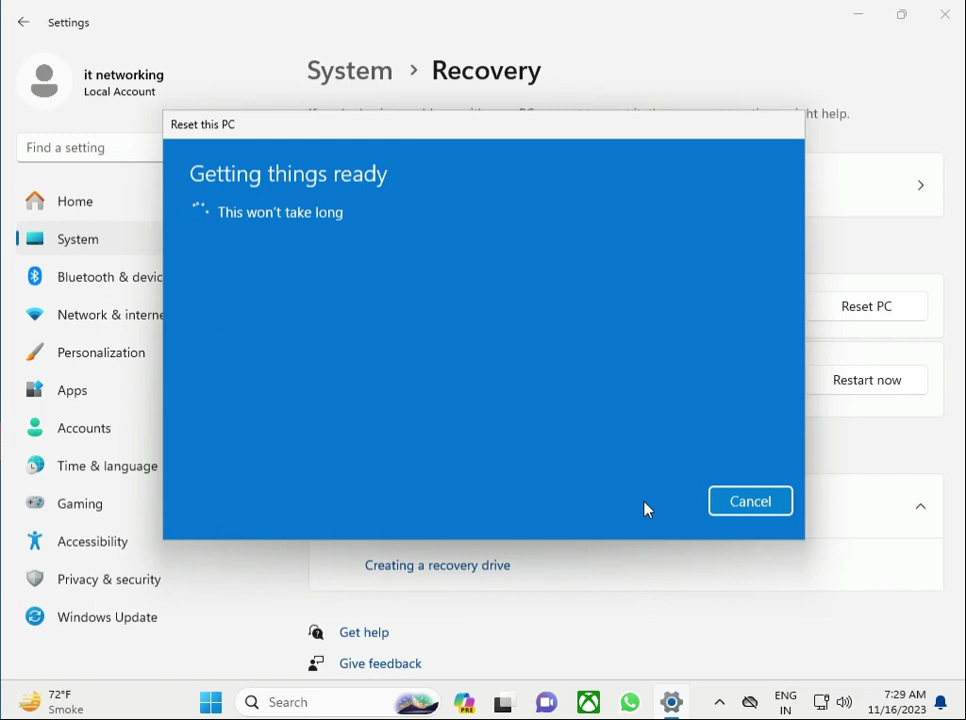 Settings
it networking
Local Account
Find a setting
Home
System
Bluetooth & devic
Network & interne
Personalization
Apps
Accounts
Time & language
Gaming
Accessibility
Privacy & security
Windows Update
System > Recovery
ht help.
Reset this PC
Getting things ready
This won't take long
Cancel
Reset PC
Restart now
Creating a recovery drive
Get help
Give feedback
72°F
Smoke
Search
PRE
ENG
IN
7:29 AM
11/16/2023